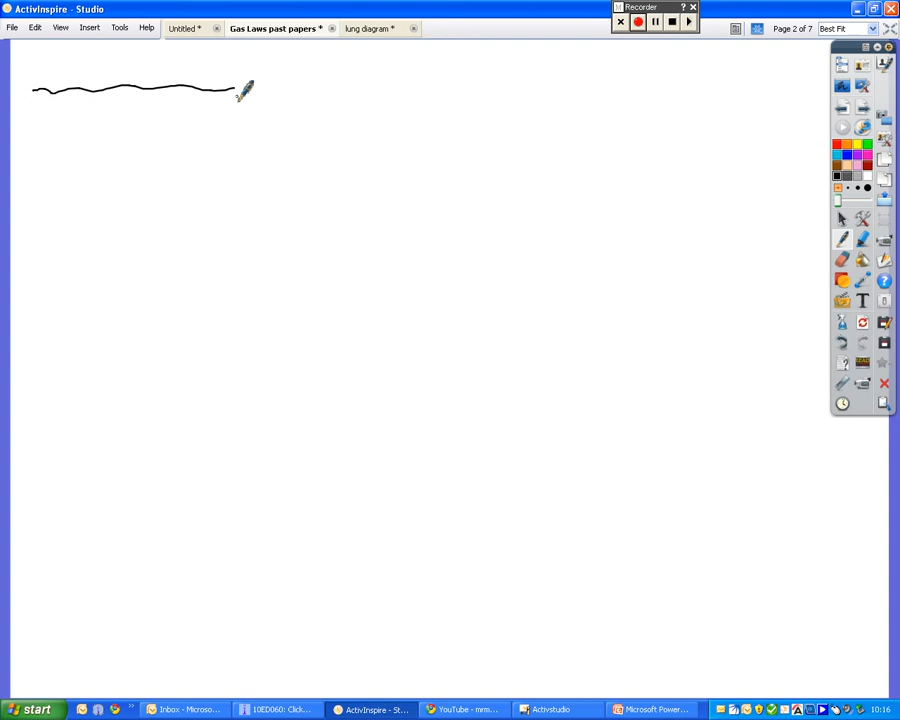 ActivInspire - Studio
Recorder
File Edit View Insert Tools Help
Untitled *
Gas Laws past papers *
lung diagram *
Page 2 of 7
Best Fit
start
Inbox - Microso...
10ED060: Click...
ActivInspire - St...
YouTube - mrm...
Activstudio
Microsoft Power...
10:16